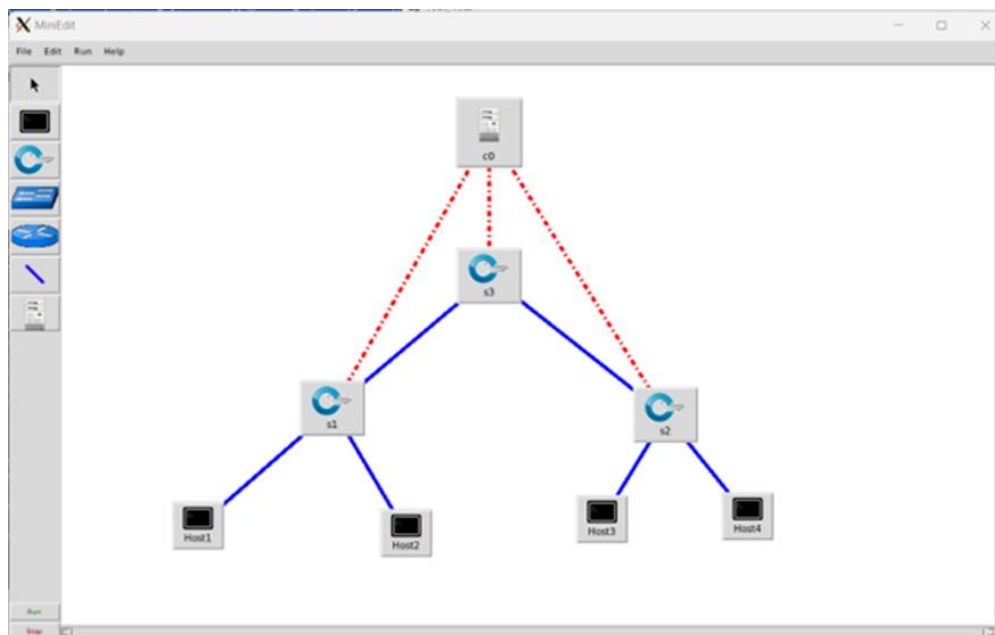 MiniEdit
File Edit Run Help
c0
s3
s1
s2
Host1
Host2
Host3
Host4
Run
Stop